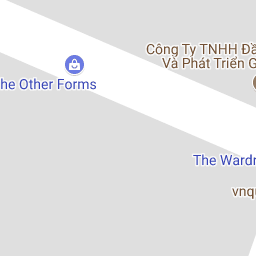 Công Ty TNHH Đầ
Và Phát Triển G
he Other Forms
The Wardr
vnqu